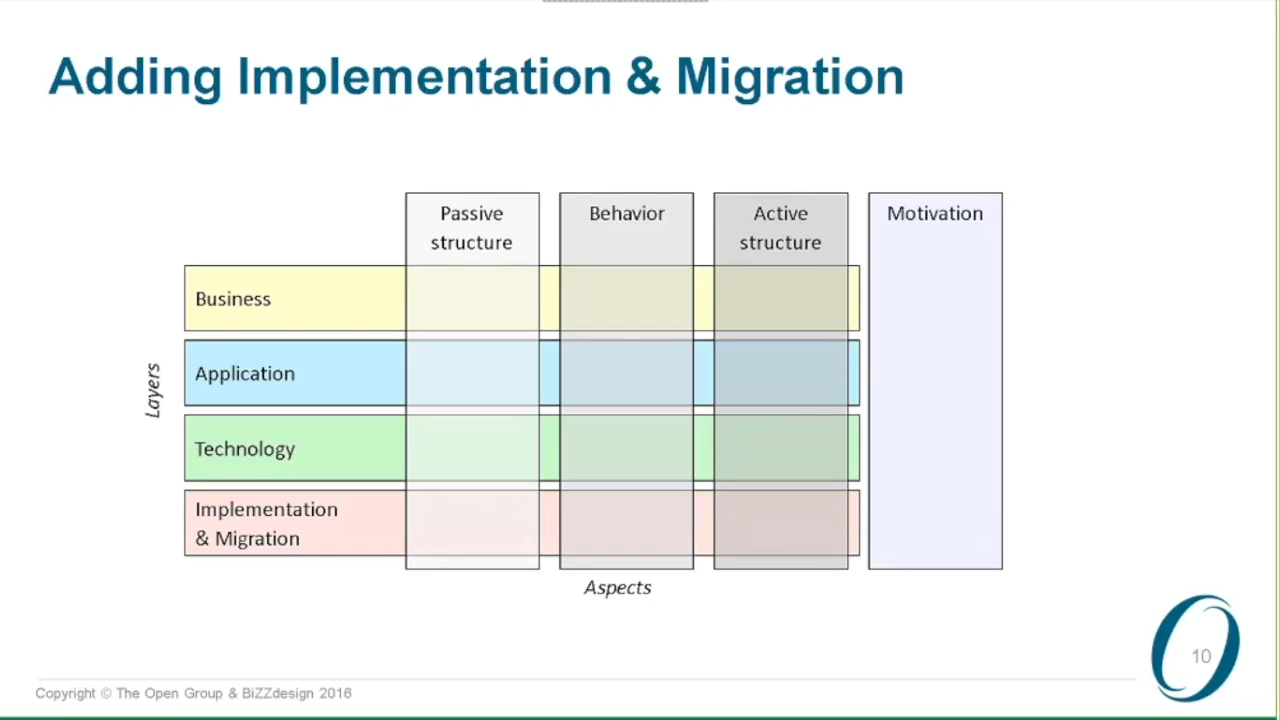 Adding Implementation & Migration
Passive
structure
Behavior
Active
structure
Motivation
Business
Application
Technology
Implementation
& Migration
Layers
Aspects
10
Copyright © The Open Group & BiZZdesign 2016